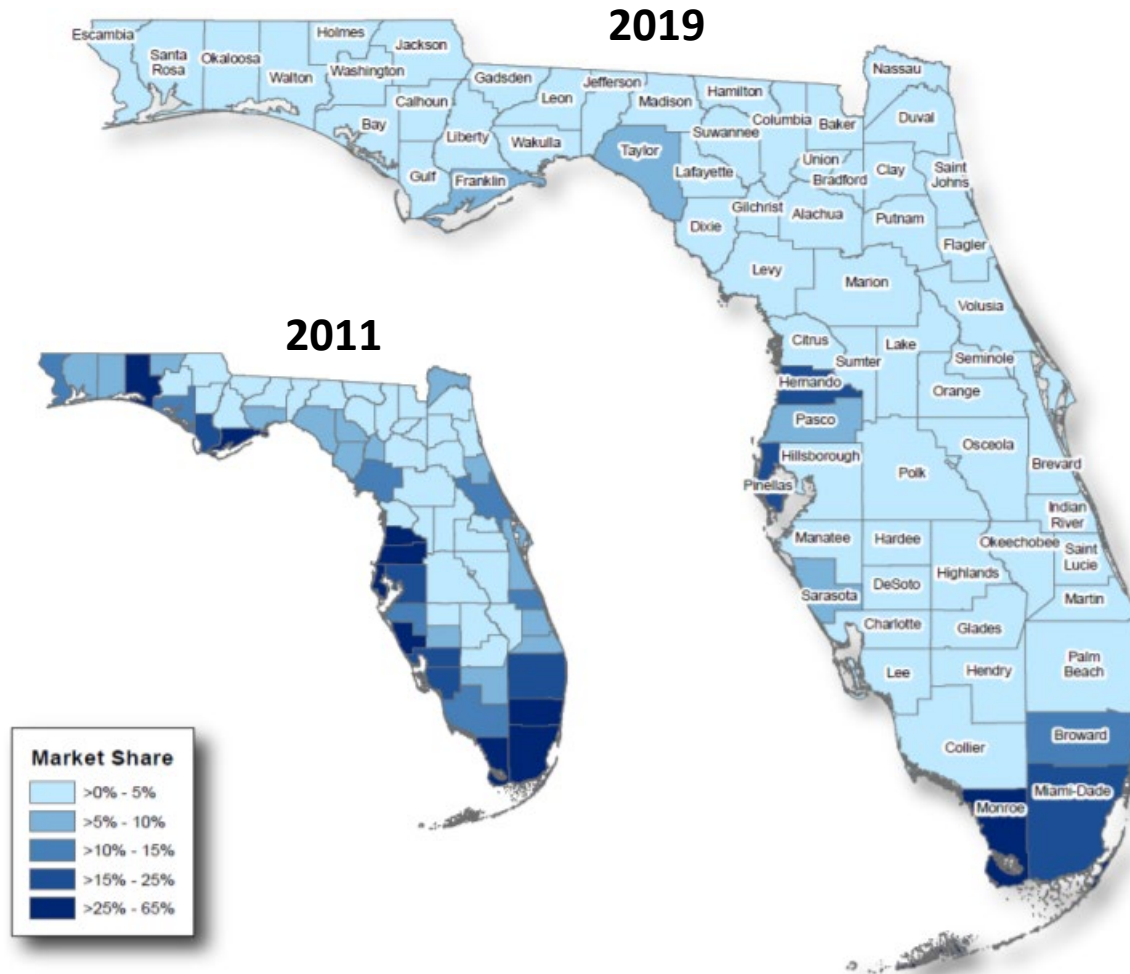 2019
Escambia
Santa
Rosa
Okaloosa
Walton
Holmes
Washington
Jackson
Bay
Calhoun
Gulf
Liberty
Gadsden
Franklin
Leon
Wakulla
Jefferson
Madison
Taylor
Hamilton
Suwannee
Lafayette
Columbia
Baker
Nassau
Duval
Union
Bradford
Clay
Saint
Johns
Dixie
Gilchrist
Alachua
Putnam
Flagler
Levy
Marion
Volusia
2011
Citrus
Sumter
Lake
Seminole
Hernando
Orange
Pasco
Osceola
Hillsborough
Polk
Brevard
Pinellas
Indian
River
Manatee
Hardee
Okeechobee
Saint
Lucie
Highlands
DeSoto
Sarasota
Martin
Charlotte
Glades
Lee
Hendry
Palm
Beach
Collier
Broward
Miami-Dade
Monroe
Market Share
>0% - 5%
>5% - 10%
>10% - 15%
>15% - 25%
>25% - 65%